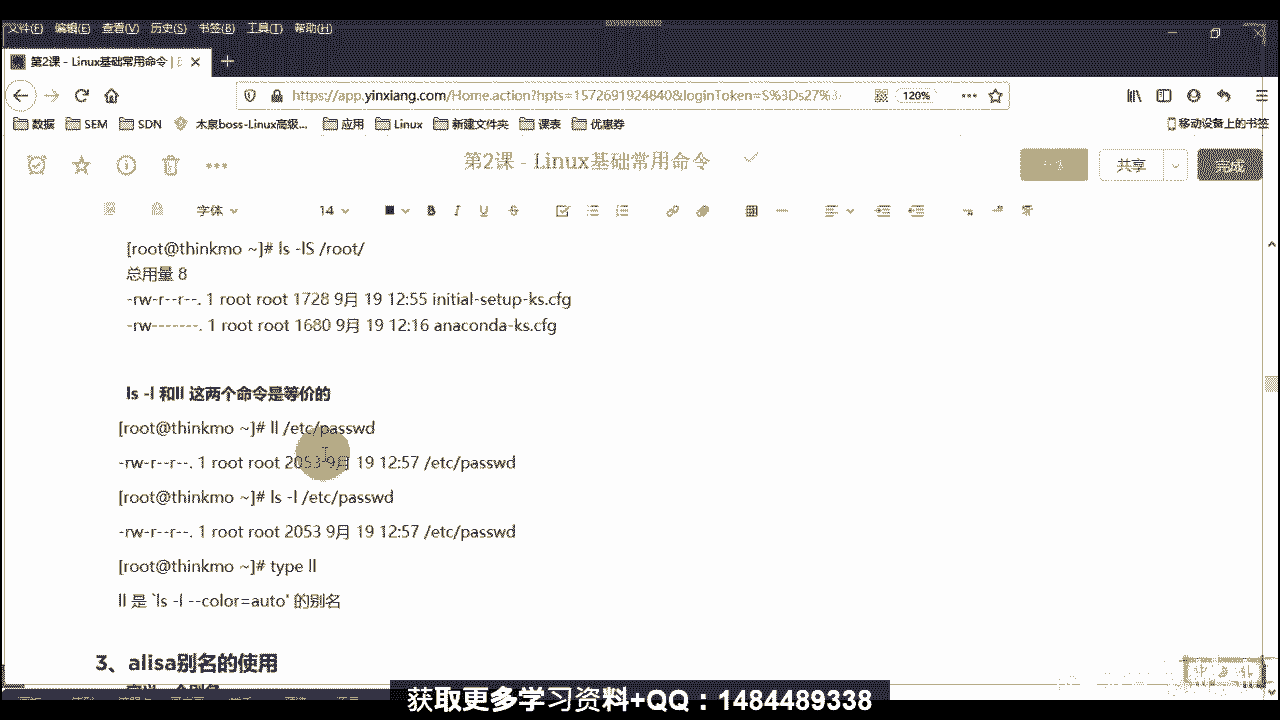 文件(F) 编辑(E) 查看(V) 历史(S) 书签(B) 工具(T) 帮助(H)
第2课 - Linux基础常用命令 |
https://app.yinxiang.com/Home.action?hpts=1572691924840&loginToken=S%3Ds27%3 120%
数据 SEM SDN 木泉boss-Linux高级... 应用 Linux 新建文件夹 课表 优惠券 移动设备上的书签
第2课 - Linux基础常用命令
共享 完成
字体 14 B I U S
[root@thinkmo ~]# ls -lS /root/
总用量 8
-rw-r--r--. 1 root root 1728 9月 19 12:55 initial-setup-ks.cfg
-rw-------. 1 root root 1680 9月 19 12:16 anaconda-ks.cfg
ls -l 和ll 这两个命令是等价的
[root@thinkmo ~]# ll /etc/passwd
-rw-r--r--. 1 root root 2053 9月 19 12:57 /etc/passwd
[root@thinkmo ~]# ls -l /etc/passwd
-rw-r--r--. 1 root root 2053 9月 19 12:57 /etc/passwd
[root@thinkmo ~]# type ll
ll 是 `ls -l --color=auto' 的别名
3、alisa别名的使用
获取更多学习资料+QQ：1484489338